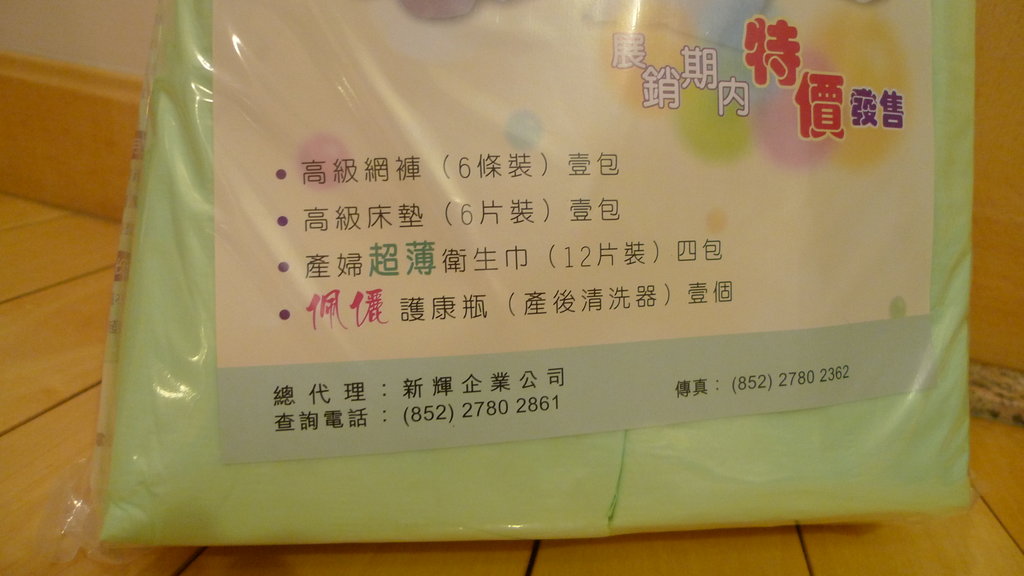 展銷期內特價發售
• 高級網褲（6條裝）壹包
• 高級床墊（6片裝）壹包
• 產婦超薄衛生巾（12片裝）四包
• 佩儷護康瓶（產後清洗器）壹個
總代理：新輝企業公司
查詢電話：(852) 2780 2861
傳真：(852) 2780 2362